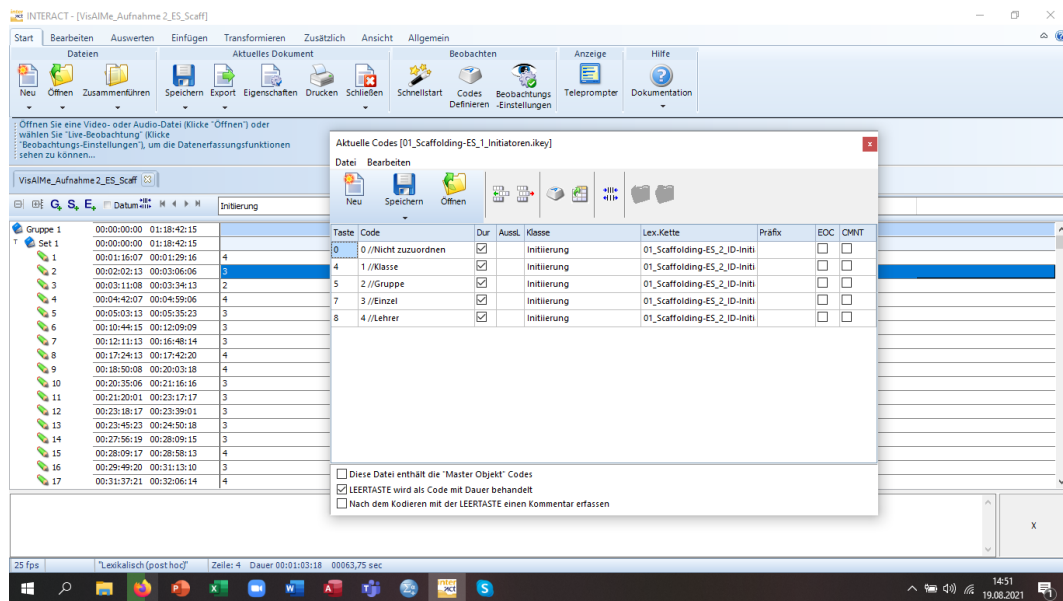 INTERACT - [VisAlMe_Aufnahme 2_ES_Scaff]
Start Bearbeiten Auswerten Einfügen Transformieren Zusätzlich Ansicht Allgemein
Dateien Aktuelles Dokument Beobachten Anzeige Hilfe
Neu Öffnen Zusammenführen Speichern Export Eigenschaften Drucken Schließen Schnellstart Codes Definieren Beobachtungs -Einstellungen Teleprompter Dokumentation
Öffnen Sie eine Video- oder Audio-Datei (Klicke "Öffnen") oder
wählen Sie "Live-Beobachtung" (Klicke
"Beobachtungs-Einstellungen"), um die Datenerfassungsfunktionen
sehen zu können...
VisAlMe_Aufnahme 2_ES_Scaff
G+ S+ E+ Datum Initiierung
Gruppe 1 00:00:00:00 01:18:42:15
Set 1 00:00:00:00 01:18:42:15
1 00:01:16:07 00:01:29:16 4
2 00:02:02:13 00:03:06:06 3
3 00:03:11:08 00:03:34:13 2
4 00:04:42:07 00:04:59:06 4
5 00:05:03:13 00:05:35:23 3
6 00:10:44:15 00:12:09:09 3
7 00:12:11:13 00:16:48:14 3
8 00:17:24:13 00:17:42:20 4
9 00:18:50:08 00:20:03:18 4
10 00:20:35:06 00:21:16:16 3
11 00:21:20:01 00:23:17:17 3
12 00:23:18:17 00:23:39:01 3
13 00:23:45:23 00:24:50:18 3
14 00:27:56:19 00:28:09:15 3
15 00:28:09:17 00:28:58:13 4
16 00:29:49:20 00:31:13:10 3
17 00:31:37:21 00:32:06:14 4
Aktuelle Codes [01_Scaffolding-ES_1_Initiatoren.ikey]
x
Datei Bearbeiten
Neu Speichern Öffnen
Taste Code Dur Aussl. Klasse Lex.Kette Präfix EOC CMNT
0 0 //Nicht zuzuordnen Initiierung 01_Scaffolding-ES_2_ID-Initi
4 1 //Klasse Initiierung 01_Scaffolding-ES_2_ID-Initi
5 2 //Gruppe Initiierung 01_Scaffolding-ES_2_ID-Initi
7 3 //Einzel Initiierung 01_Scaffolding-ES_2_ID-Initi
8 4 //Lehrer Initiierung 01_Scaffolding-ES_2_ID-Initi
Diese Datei enthält die "Master Objekt" Codes
LEERTASTE wird als Code mit Dauer behandelt
Nach dem Kodieren mit der LEERTASTE einen Kommentar erfassen
X
25 fps "Lexikalisch (post hoc)" Zeile: 4 Dauer 00:01:03:18 00063,75 sec
14:51
19.08.2021